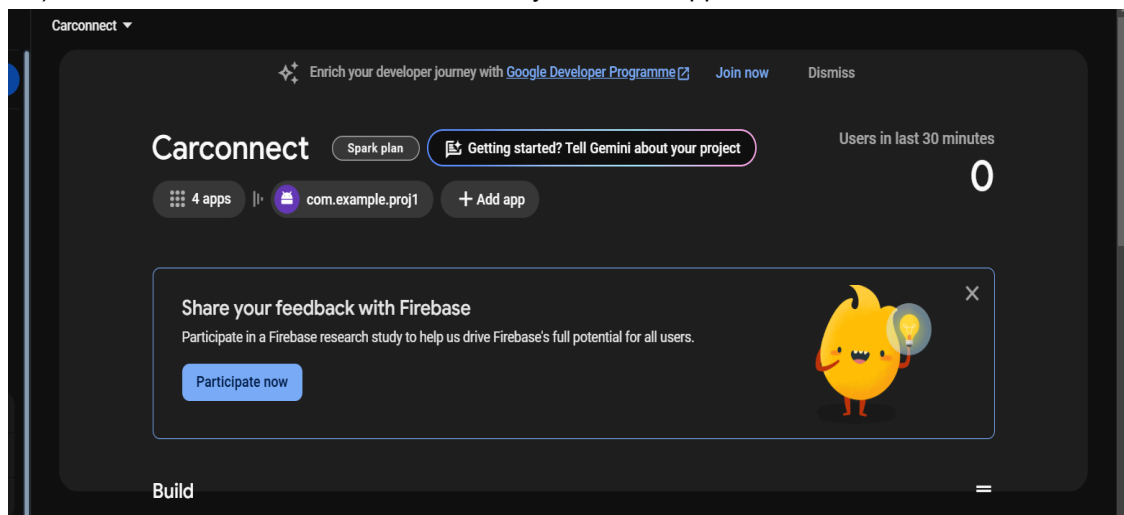 Carconnect
Enrich your developer journey with Google Developer Programme Join now Dismiss
Carconnect Spark plan Getting started? Tell Gemini about your project
Users in last 30 minutes
0
4 apps com.example.proj1 + Add app
Share your feedback with Firebase
Participate in a Firebase research study to help us drive Firebase's full potential for all users.
Participate now
Build